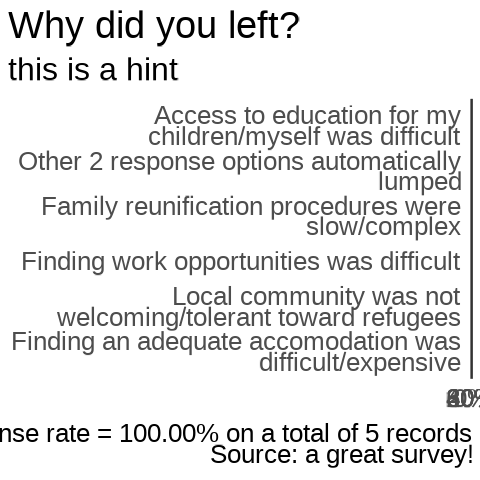 Why did you left?
this is a hint
Access to education for my
children/myself was difficult
Other 2 response options automatically
lumped
Family reunification procedures were
slow/complex
Finding work opportunities was difficult
Local community was not
welcoming/tolerant toward refugees
Finding an adequate accomodation was
difficult/expensive
nse rate = 100.00% on a total of 5 records
Source: a great survey!